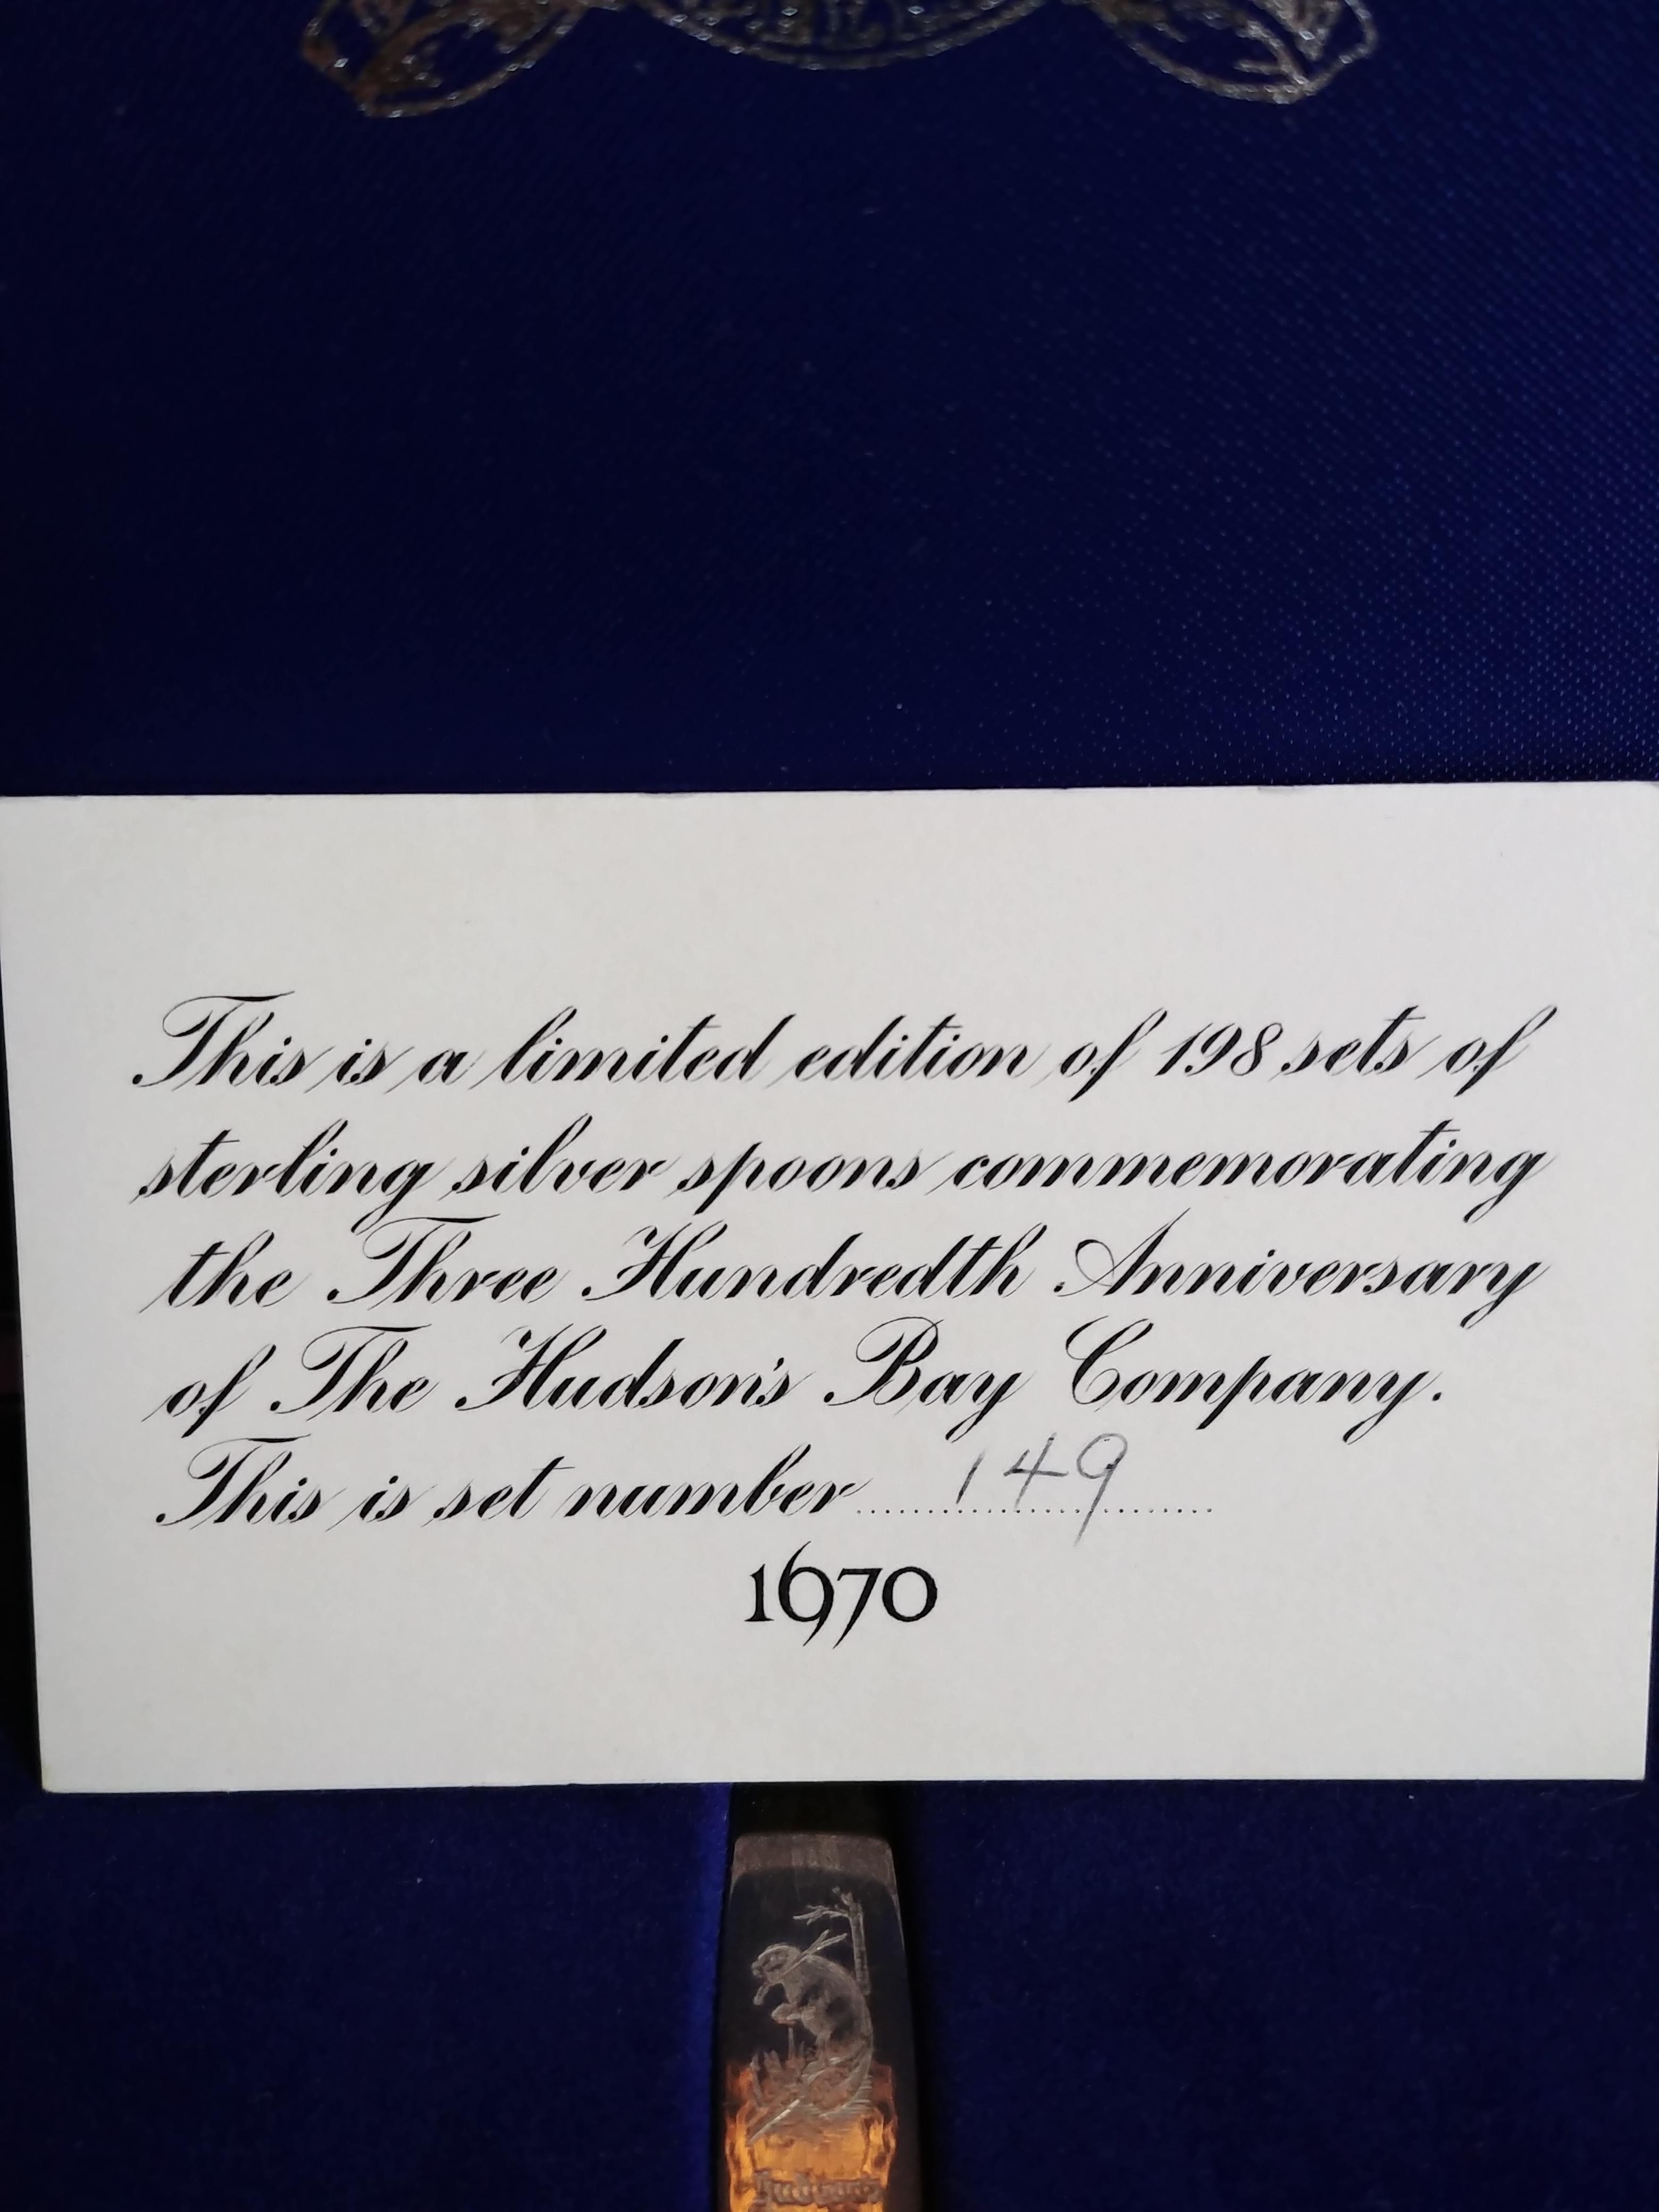 This is a limited edition of 198 sets of
sterling silver spoons commemorating
the Three Hundredth Anniversary
of The Hudson's Bay Company.
This is set number 149
1670
Hudson's